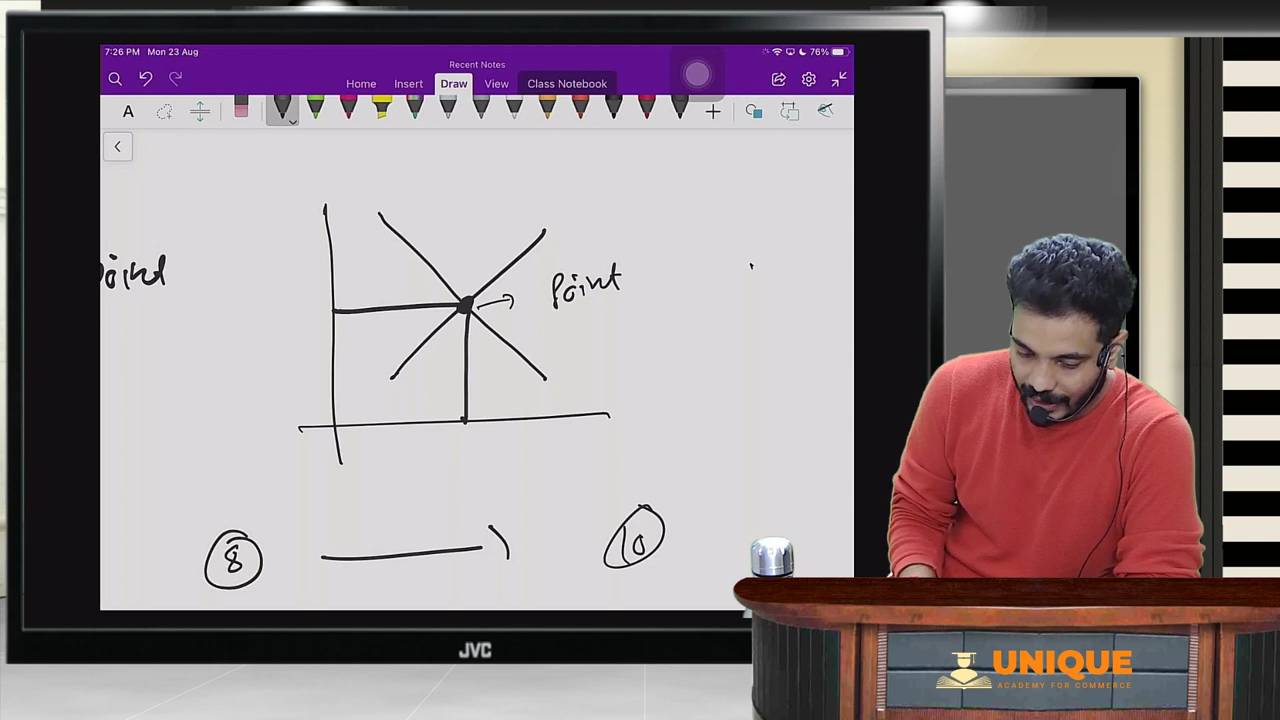 7:26 PM Mon 23 Aug
76%
Recent Notes
Home Insert Draw View Class Notebook
A
Point
8
10
JVC
UNIQUE
ACADEMY FOR COMMERCE